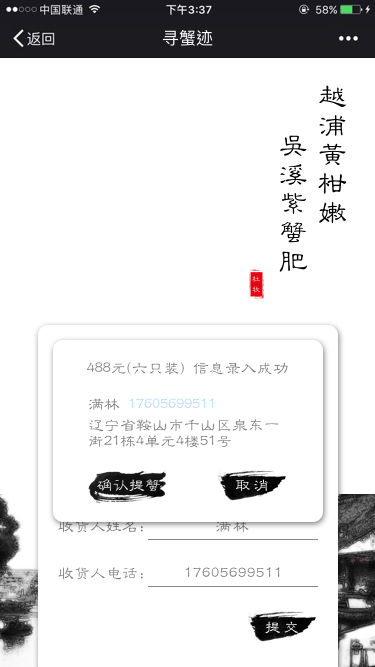 中国联通 下午3:37 58%
返回 寻蟹迹
越浦黄柑嫩
吳溪紫蟹肥
杜牧
488元(六只装) 信息录入成功
满林 17605699511
辽宁省鞍山市千山区泉东一
街21栋4单元4楼51号
确认提蟹 取消
收货人姓名: 满林
收货人电话: 17605699511
提交